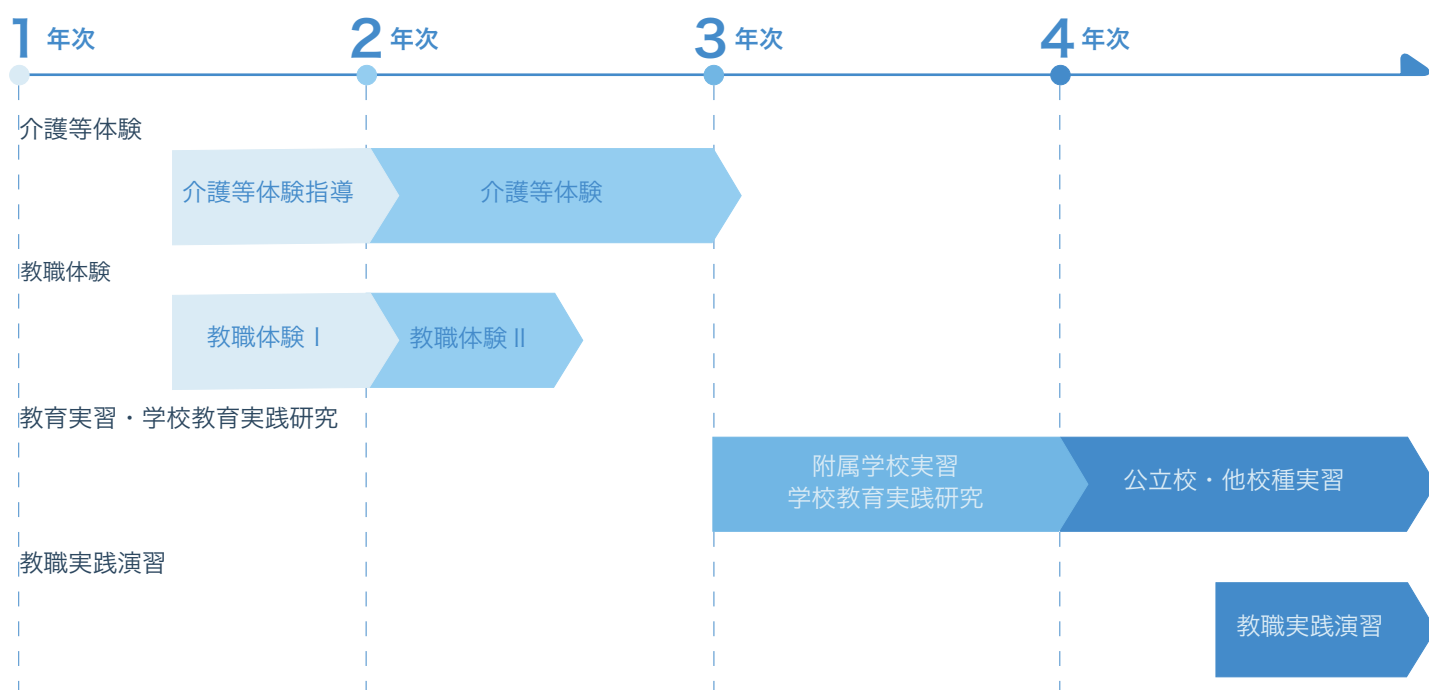 1 年次
2 年次
3 年次
4 年次
介護等体験
介護等体験指導
介護等体験
教職体験
教職体験Ⅰ
教職体験Ⅱ
教育実習・学校教育実践研究
附属学校実習
学校教育実践研究
公立校・他校種実習
教職実践演習
教職実践演習